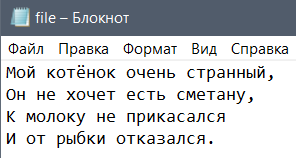 file – Блокнот
Файл Правка Формат Вид Справка
Мой котёнок очень странный,
Он не хочет есть сметану,
К молоку не прикасался
И от рыбки отказался.